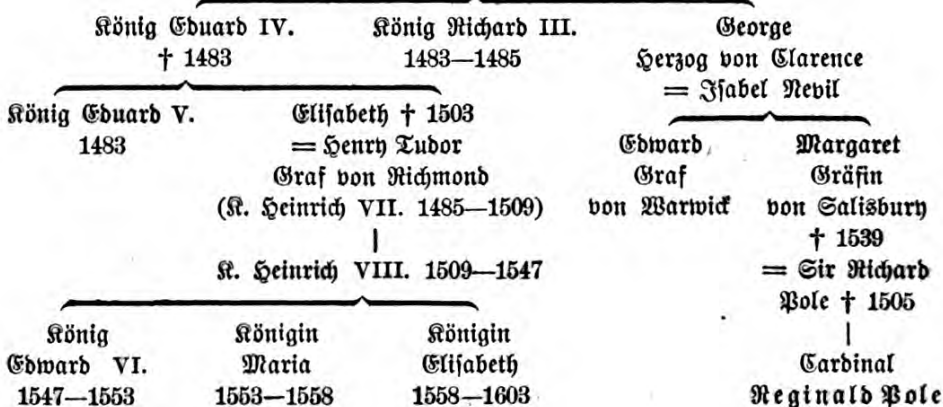 König Eduard IV. König Richard III. George
† 1483 1483—1485 Herzog von Clarence
= Isabel Nevil
König Eduard V. Elisabeth † 1503
1483 = Henry Tudor Edward Margaret
Graf von Richmond Graf Gräfin
(K. Heinrich VII. 1485—1509) von Warwick von Salisbury
† 1539
K. Heinrich VIII. 1509—1547 = Sir Richard
Pole † 1505
König Königin Königin
Edward VI. Maria Elisabeth Cardinal
1547—1553 1553—1558 1558—1603 Reginald Pole